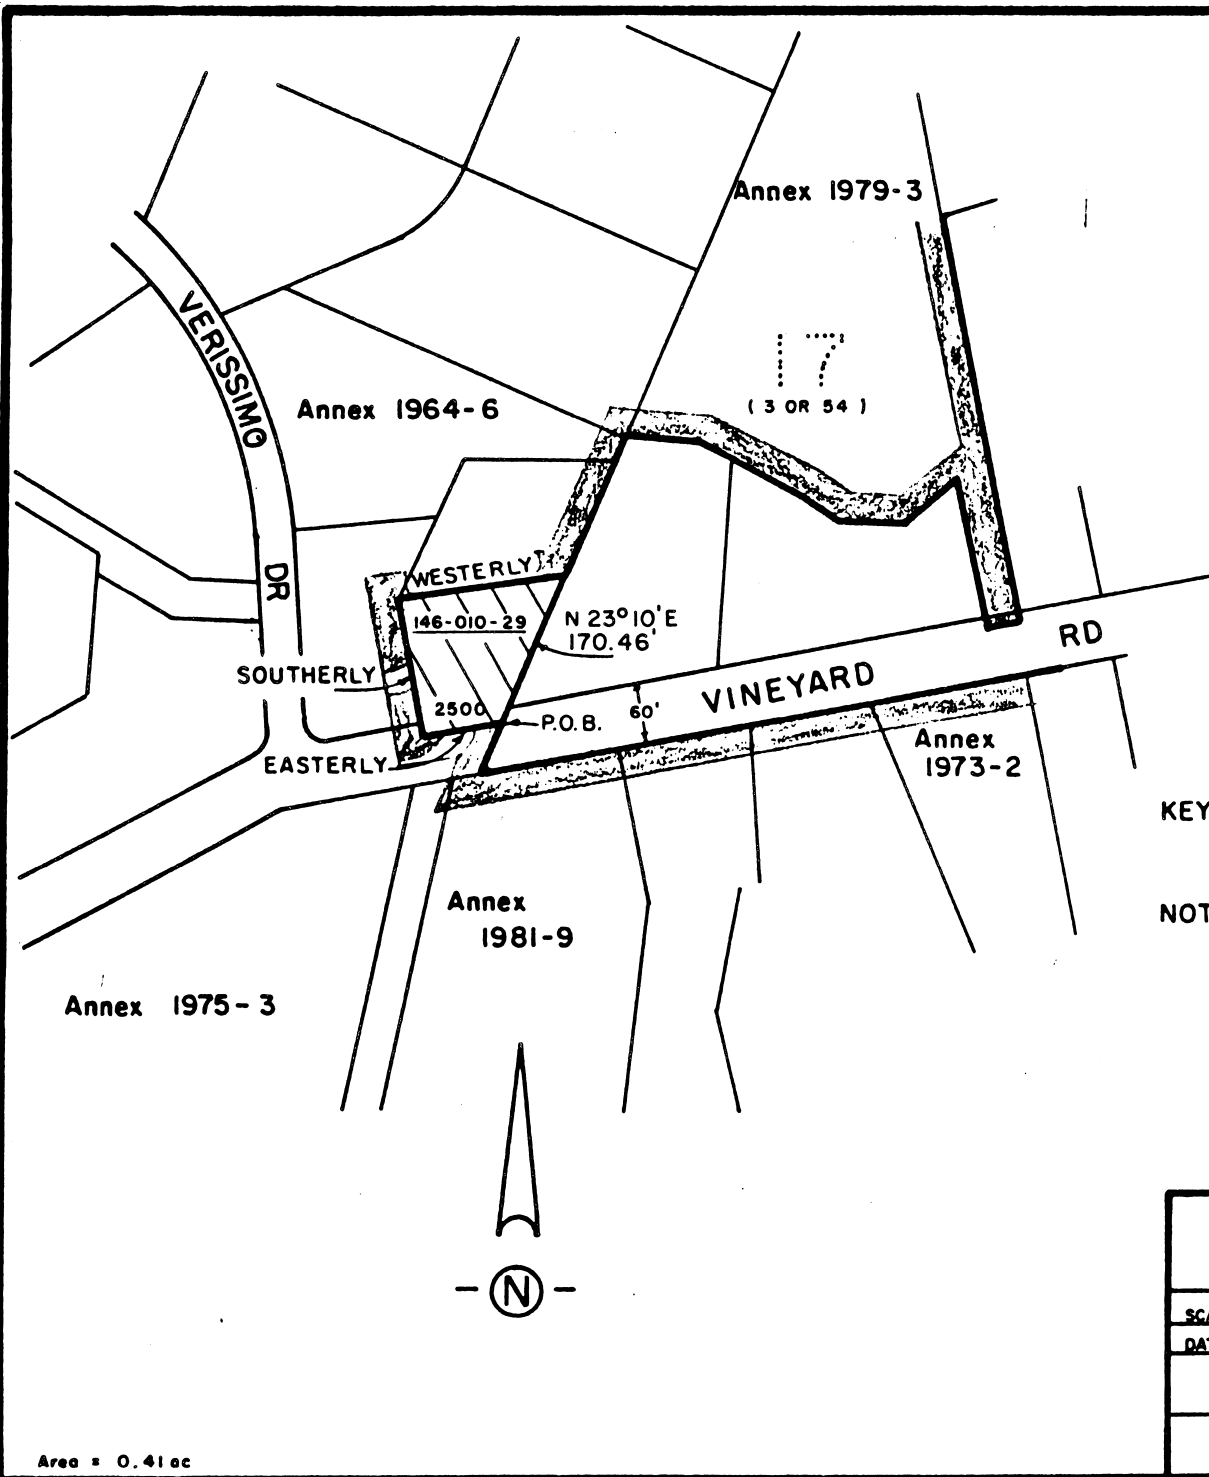 Annex 1979-3
VERISSIMO
17
( 3 OR 54 )
Annex 1964-6
(WESTERLY)
DR
146-010-29
N 23°10'E
170.46'
RD
SOUTHERLY
VINEYARD
2500
P.O.B.
60'
EASTERLY
Annex
1973-2
KEY
Annex
1981-9
NOT
Annex 1975-3
-N-
SCA
DAT
Area = 0.41 ac